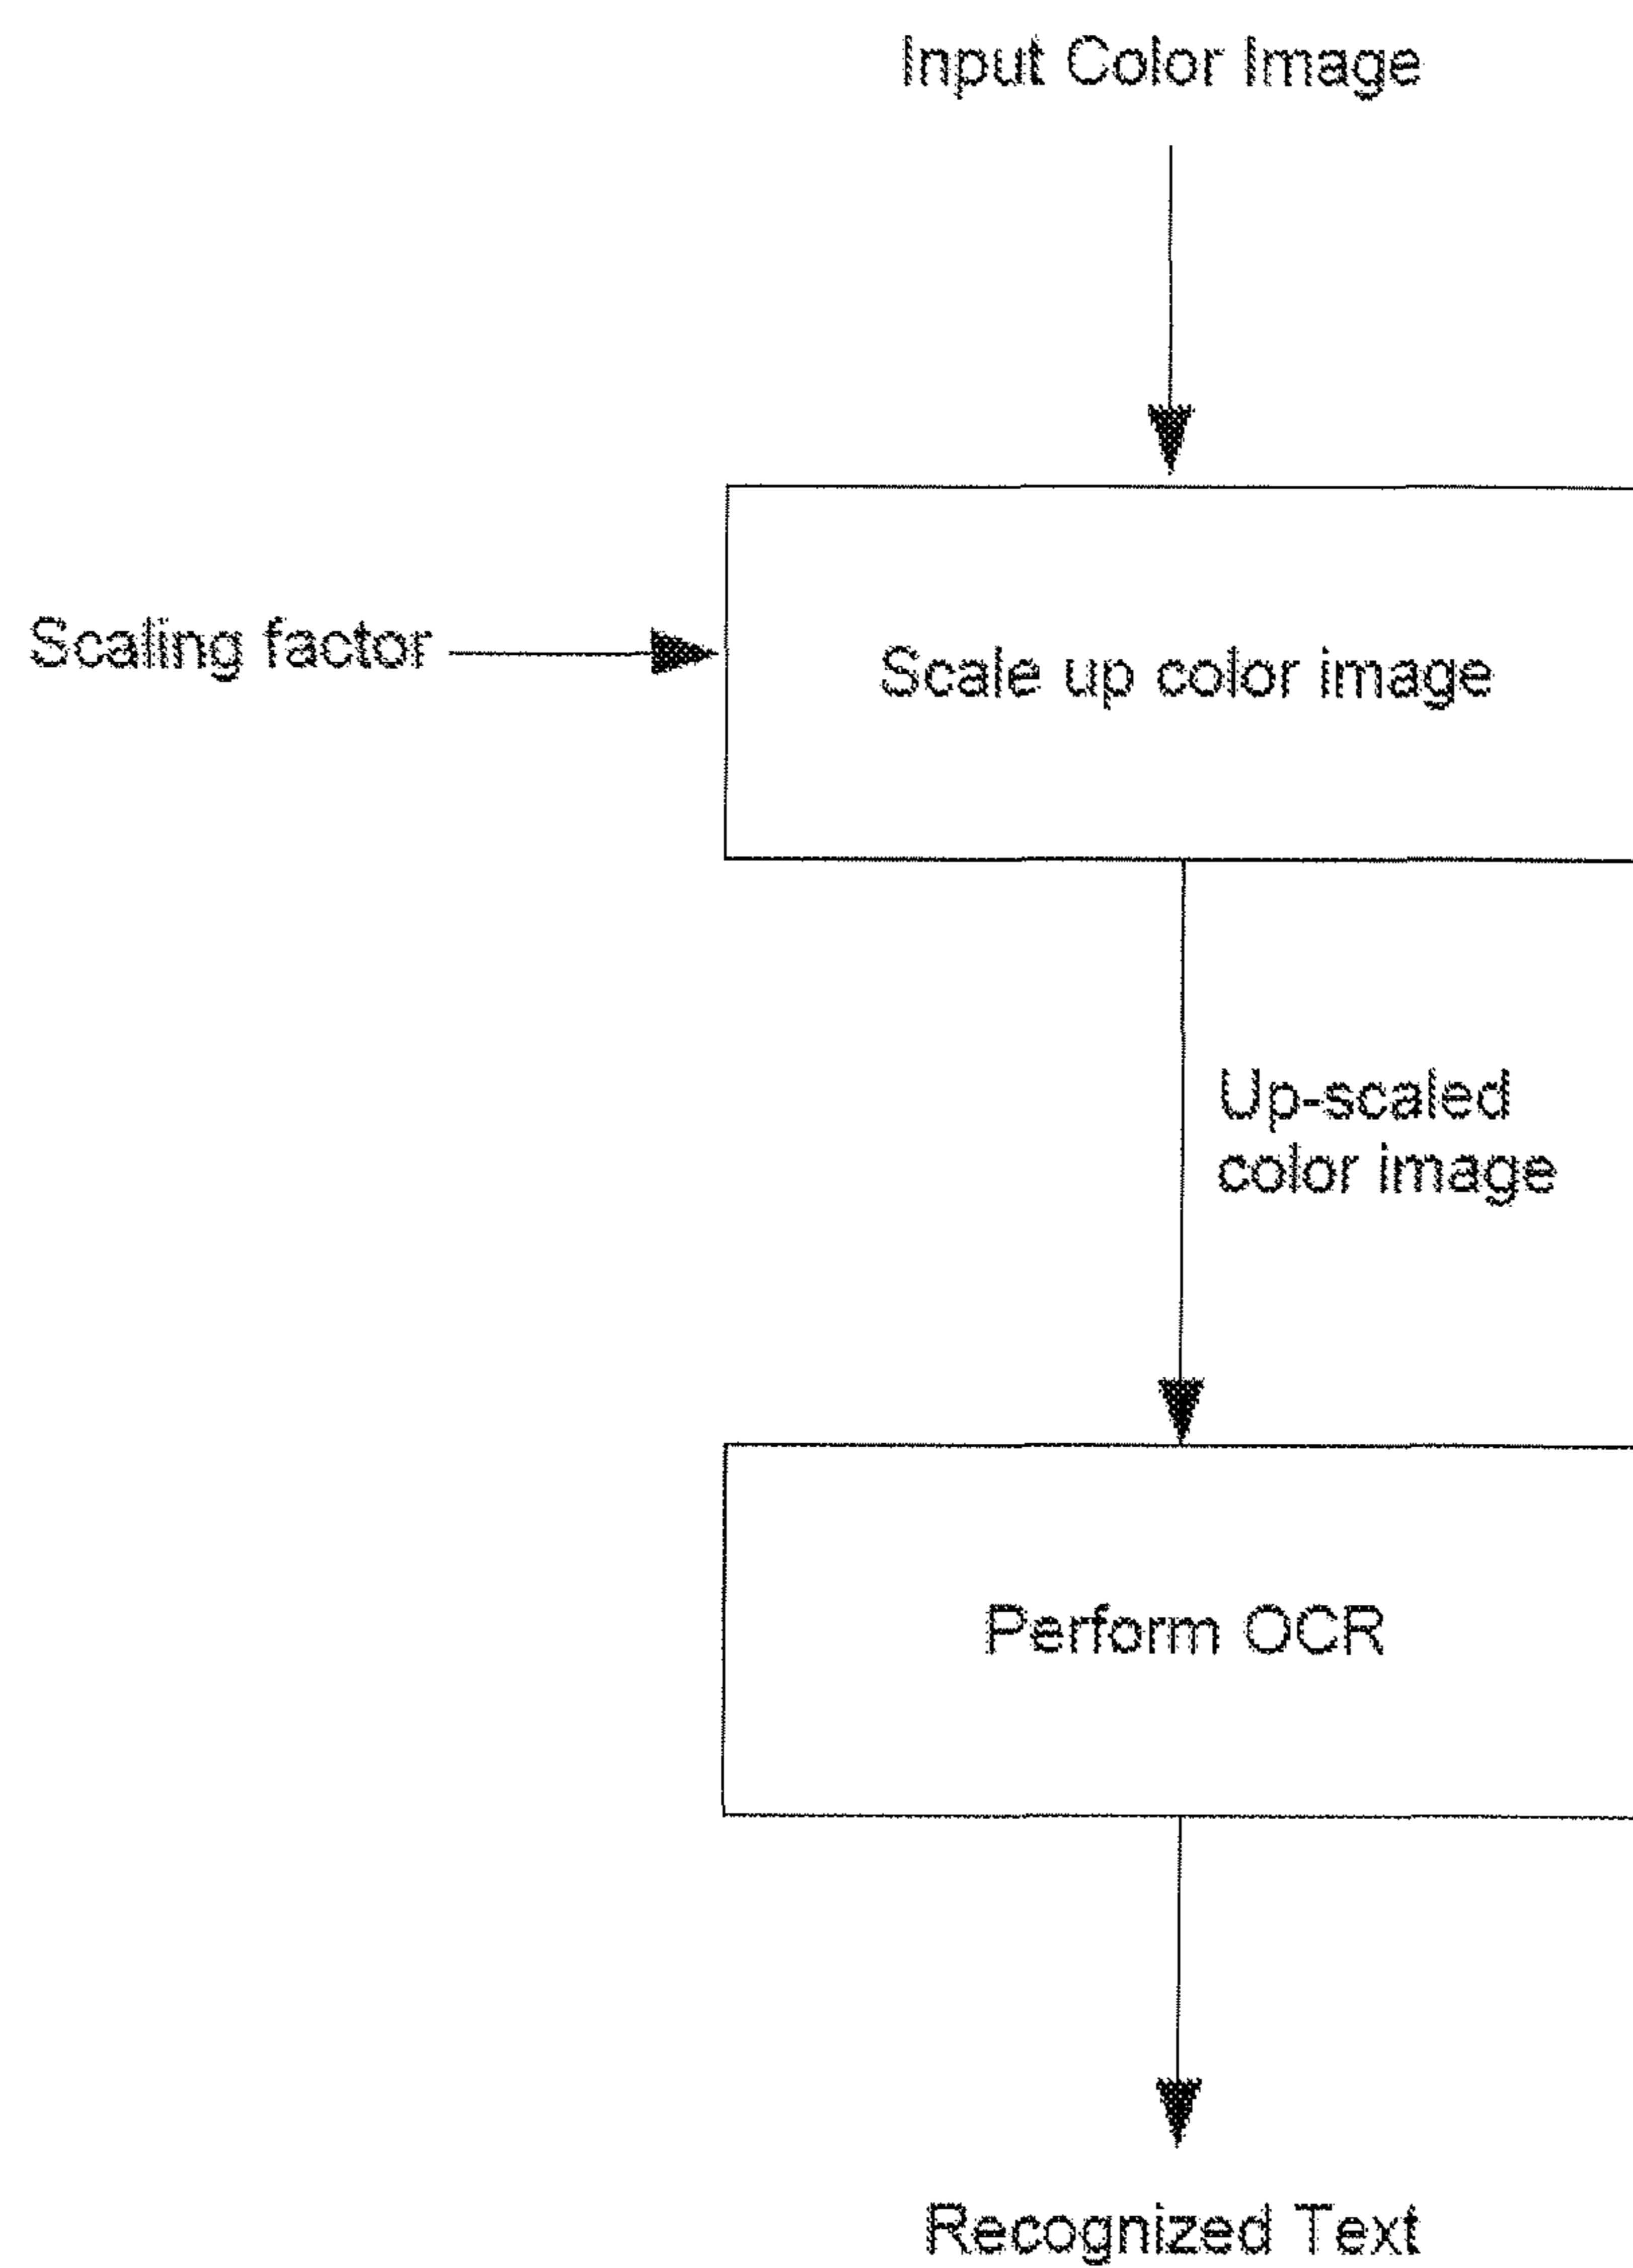 Input Color Image
Scaling factor
Scale up color image
Up-scaled
color image
Perform OCR
Recognized Text